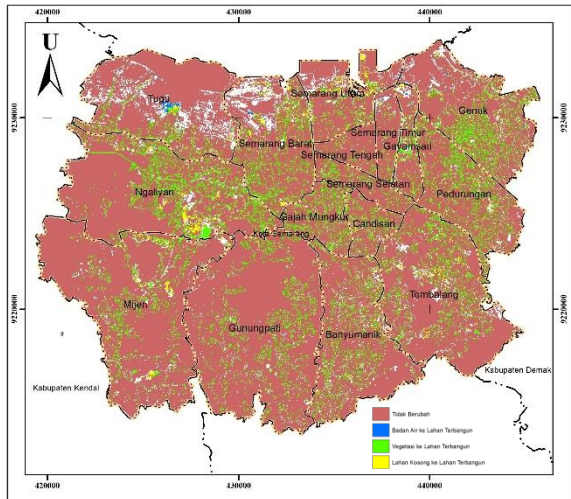 420000 430000 440000
U
9230000 9230000
9220000 9220000
Tugu
Semarang Utara
Genuk
Semarang Timur
Semarang Barat
Gayamsari
Semarang Tengah
Ngaliyan
Semarang Selatan
Pedurungan
Gajah Mungkur
Candisari
Kota Semarang
Mijen
Tembalang
Gunungpati
Banyumanik
Kabupaten Kendal
Kabupaten Demak
Tidak Berubah
Badan Air ke Lahan Terbangun
Vegetasi ke Lahan Terbangun
Lahan Kosong ke Lahan Terbangun
420000 430000 440000